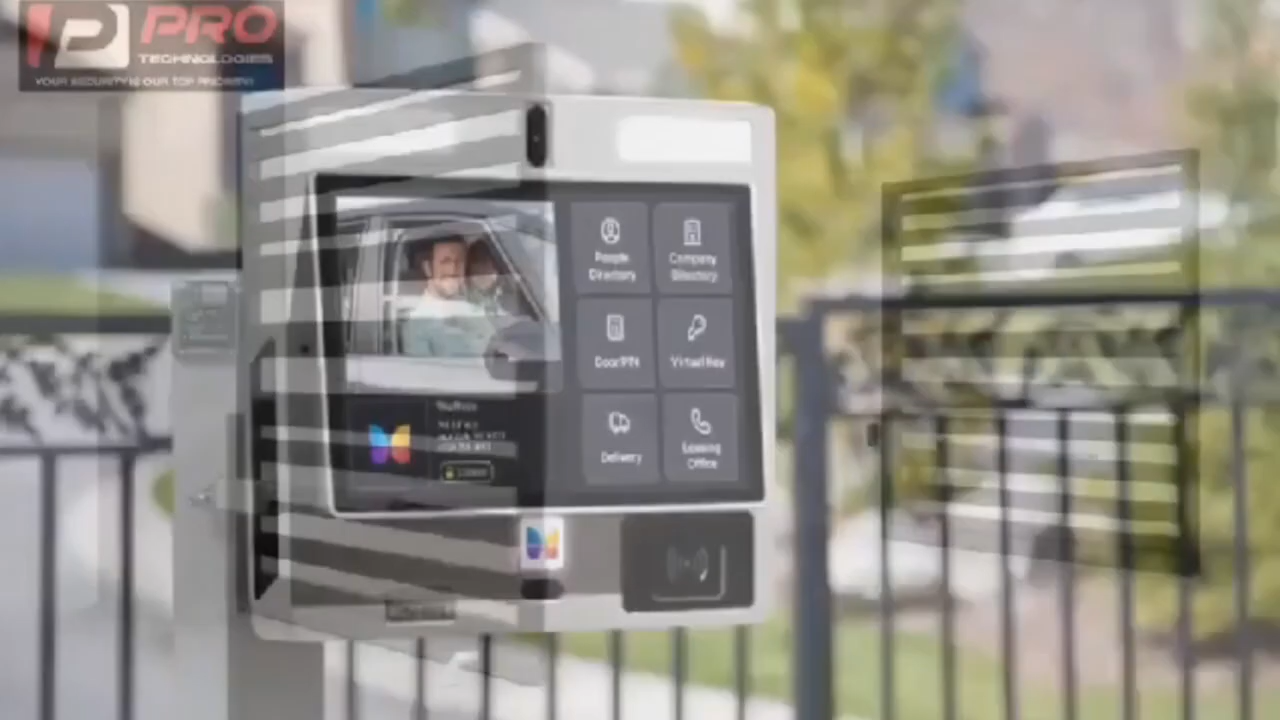 PRO
TECHNOLOGIES
YOUR SECURITY IS OUR TOP PRIORITY
People
Directory
Company
Directory
Door PIN
Virtual Key
Delivery
Leasing
Office